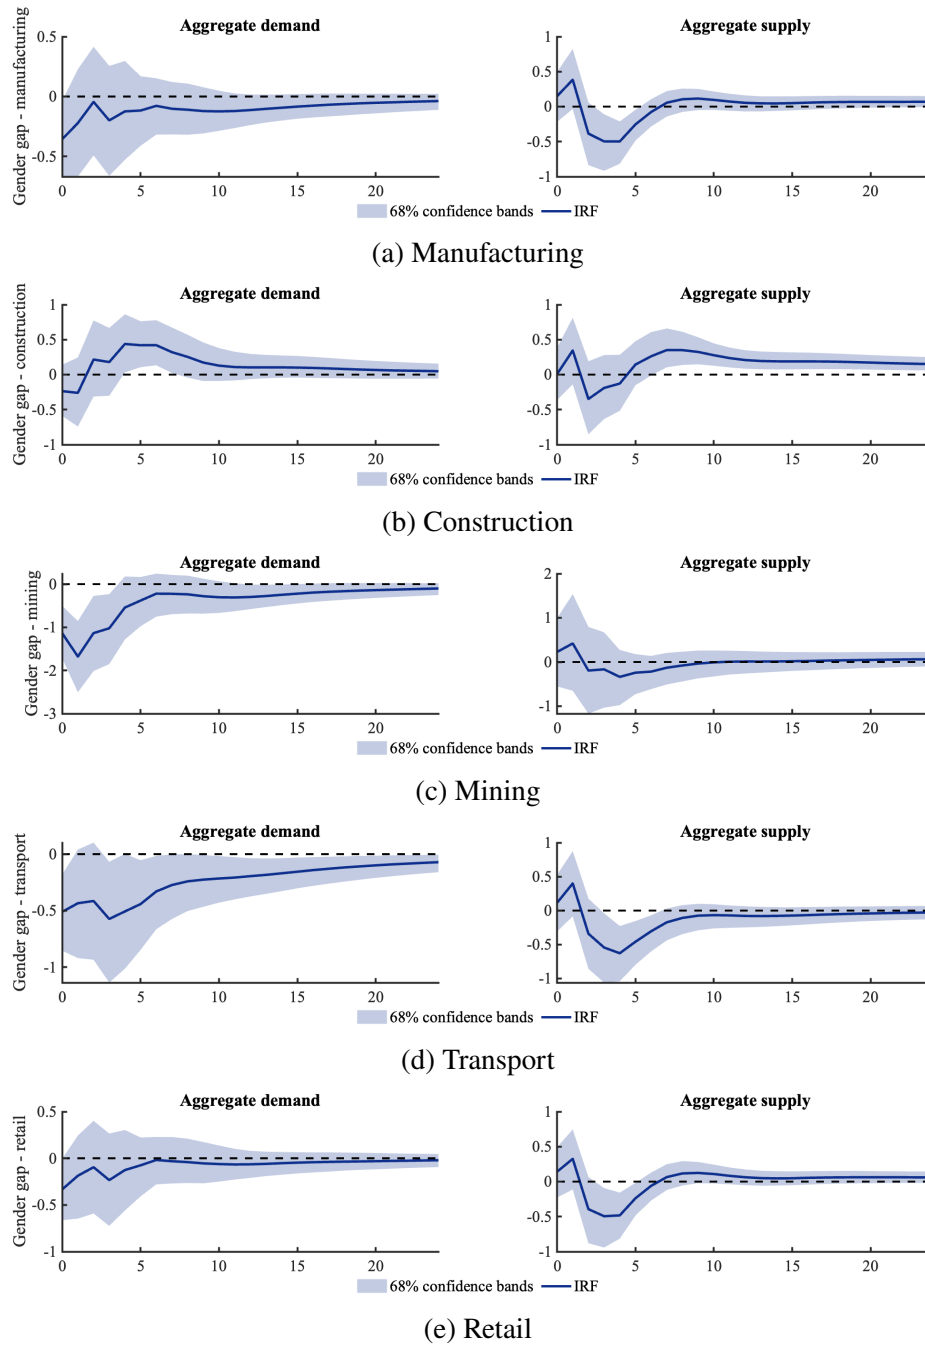 Aggregate demand
Aggregate supply
Gender gap - manufacturing
0.5
0
-0.5
0 5 10 15 20
1
0.5
0
-0.5
-1
0 5 10 15 20
68% confidence bands IRF
(a) Manufacturing
Aggregate demand
Aggregate supply
Gender gap - construction
1
0.5
0
-0.5
-1
0 5 10 15 20
1
0.5
0
-0.5
-1
0 5 10 15 20
68% confidence bands IRF
(b) Construction
Aggregate demand
Aggregate supply
Gender gap - mining
0
-1
-2
-3
0 5 10 15 20
2
1
0
-1
0 5 10 15 20
68% confidence bands IRF
(c) Mining
Aggregate demand
Aggregate supply
Gender gap - transport
0
-0.5
-1
0 5 10 15 20
1
0.5
0
-0.5
-1
0 5 10 15 20
68% confidence bands IRF
(d) Transport
Aggregate demand
Aggregate supply
Gender gap - retail
0.5
0
-0.5
-1
0 5 10 15 20
1
0.5
0
-0.5
-1
0 5 10 15 20
68% confidence bands IRF
(e) Retail